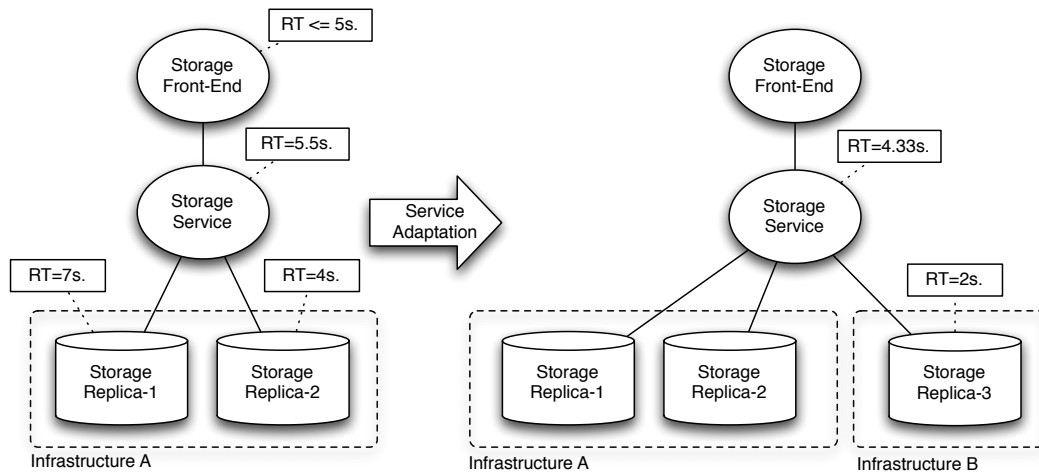 RT <= 5s.
Storage
Front-End
RT=5.5s.
Storage
Service
RT=7s.
RT=4s.
Storage
Replica-1
Storage
Replica-2
Infrastructure A
Service
Adaptation
Storage
Front-End
RT=4.33s.
Storage
Service
RT=2s.
Storage
Replica-1
Storage
Replica-2
Storage
Replica-3
Infrastructure A
Infrastructure B